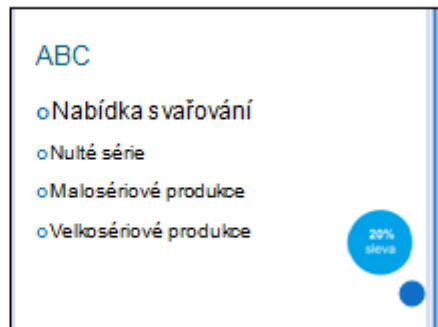 ABC
Nabídka svařování
Nulté série
Malosériové produkce
Velkosériové produkce
20%
sleva